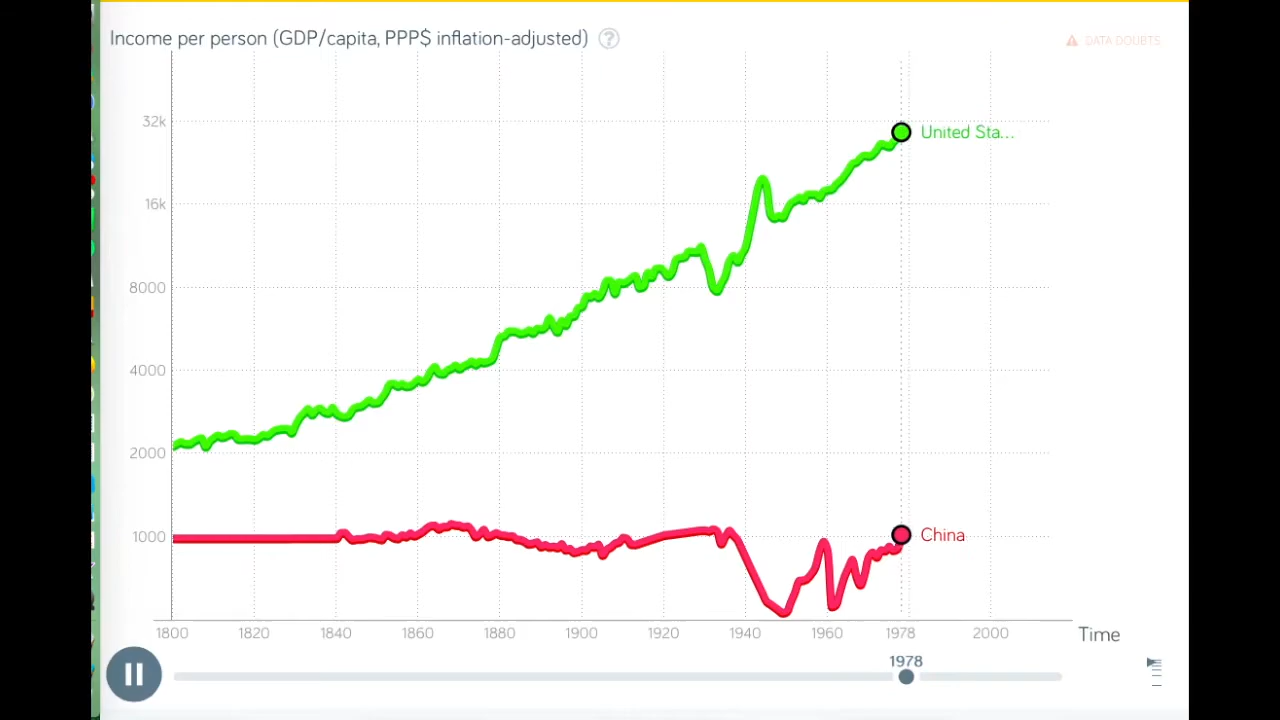 Income per person (GDP/capita, PPP$ inflation-adjusted) ?
DATA DOUBTS
32k
United Sta...
16k
8000
4000
2000
1000
China
1800 1820 1840 1860 1880 1900 1920 1940 1960 1978 2000
Time
1978